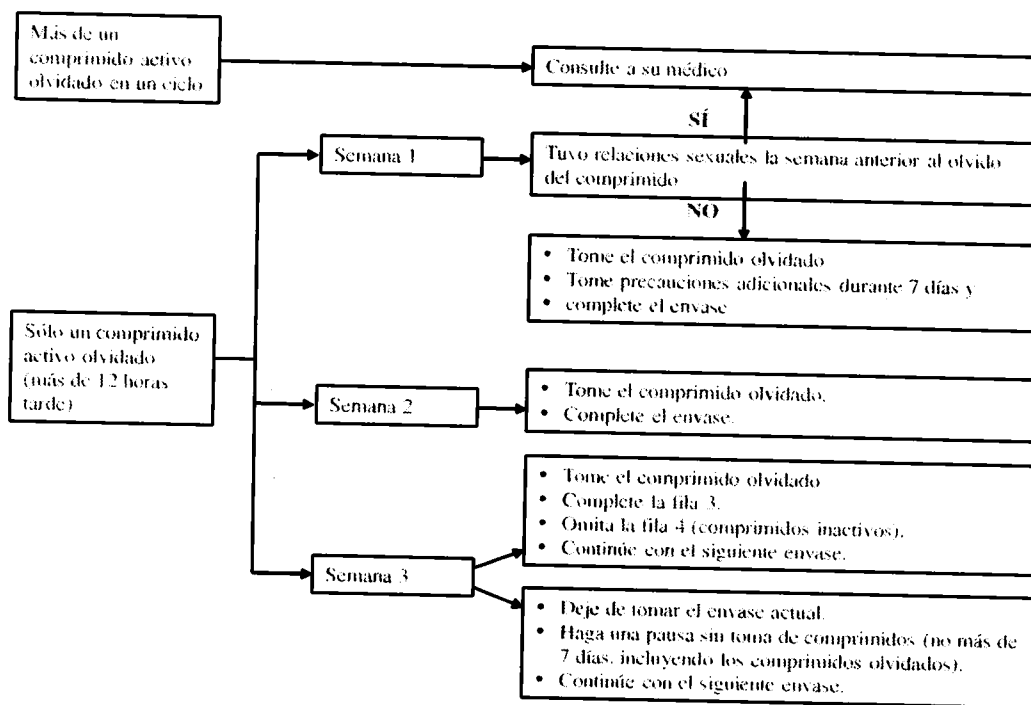 Más de un
comprimido activo
olvidado en un ciclo
Consulte a su médico
SÍ
Semana 1
Tuvo relaciones sexuales la semana anterior al olvido
del comprimido
NO
• Tome el comprimido olvidado
• Tome precauciones adicionales durante 7 días y
• complete el envase
Sólo un comprimido
activo olvidado
(más de 12 horas
tarde)
Semana 2
• Tome el comprimido olvidado.
• Complete el envase.
• Tome el comprimido olvidado
• Complete la fila 3.
• Omita la fila 4 (comprimidos inactivos).
• Continúe con el siguiente envase.
Semana 3
• Deje de tomar el envase actual.
• Haga una pausa sin toma de comprimidos (no más de
7 días, incluyendo los comprimidos olvidados).
• Continúe con el siguiente envase.